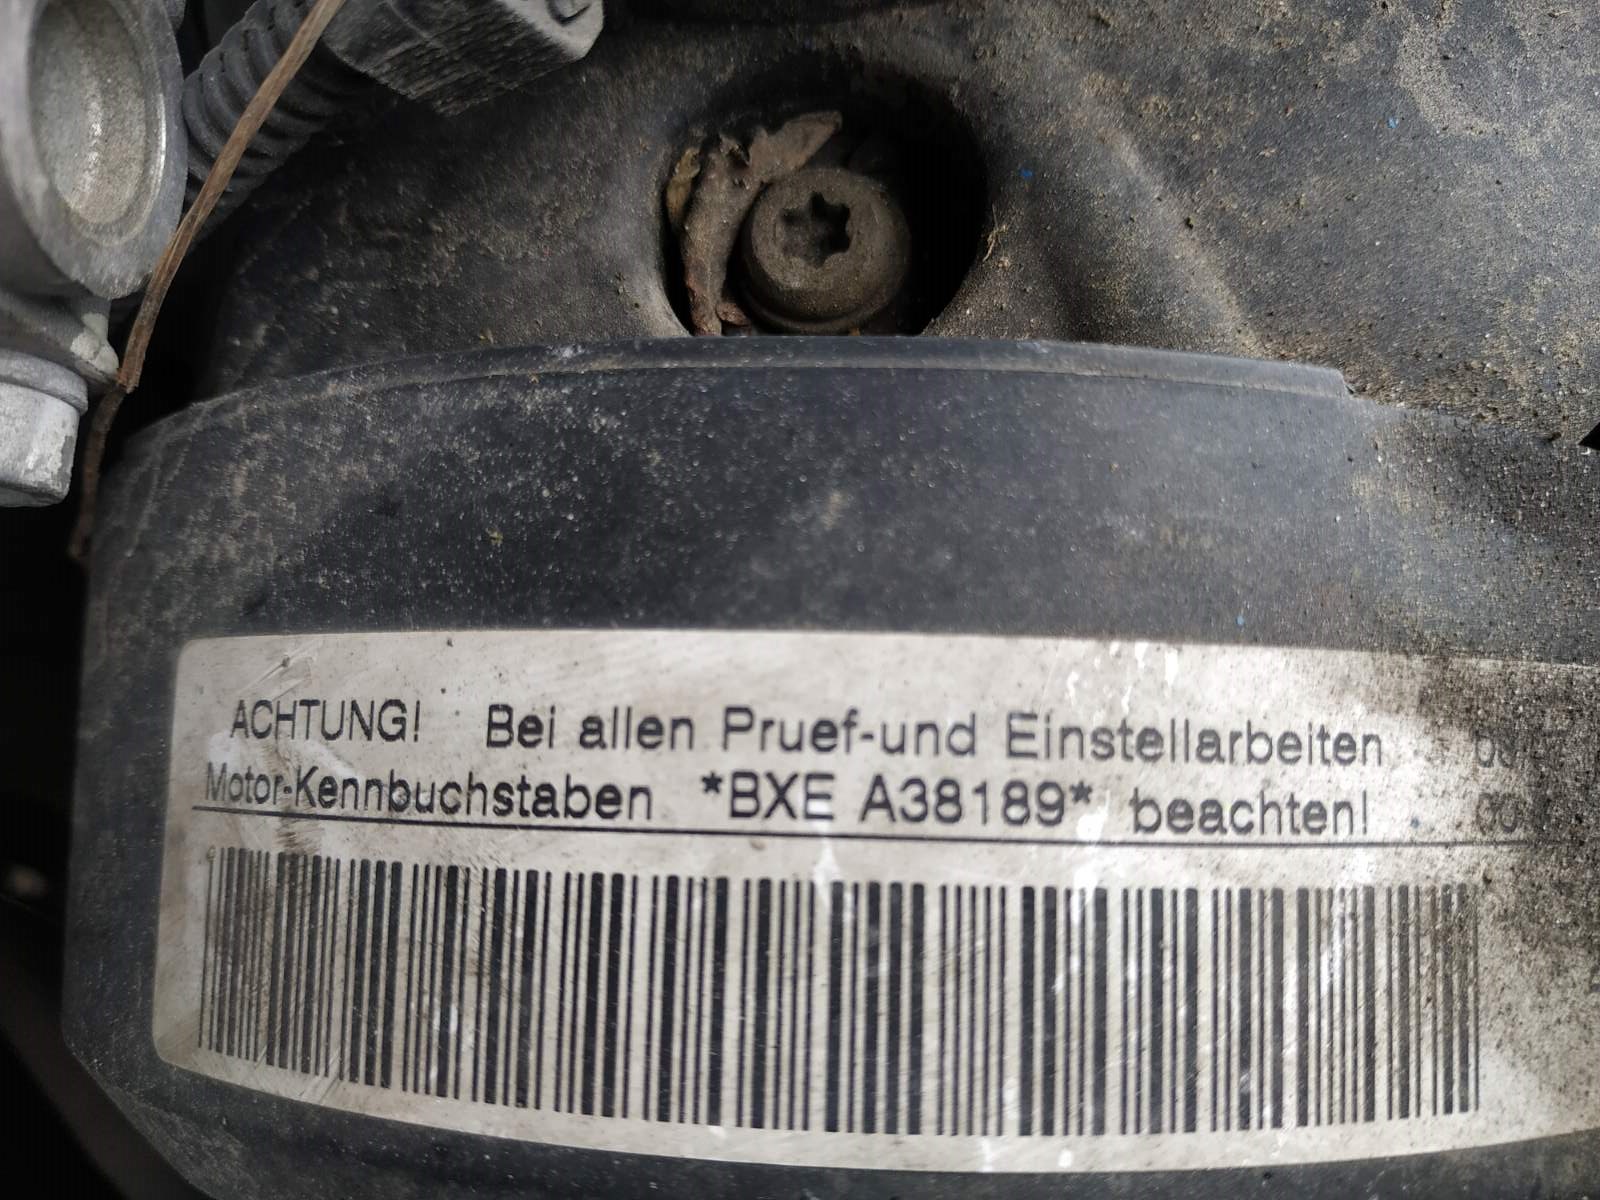 ACHTUNG! Bei allen Pruef-und Einstellarbeiten
Motor-Kennbuchstaben *BXE A38189* beachten!